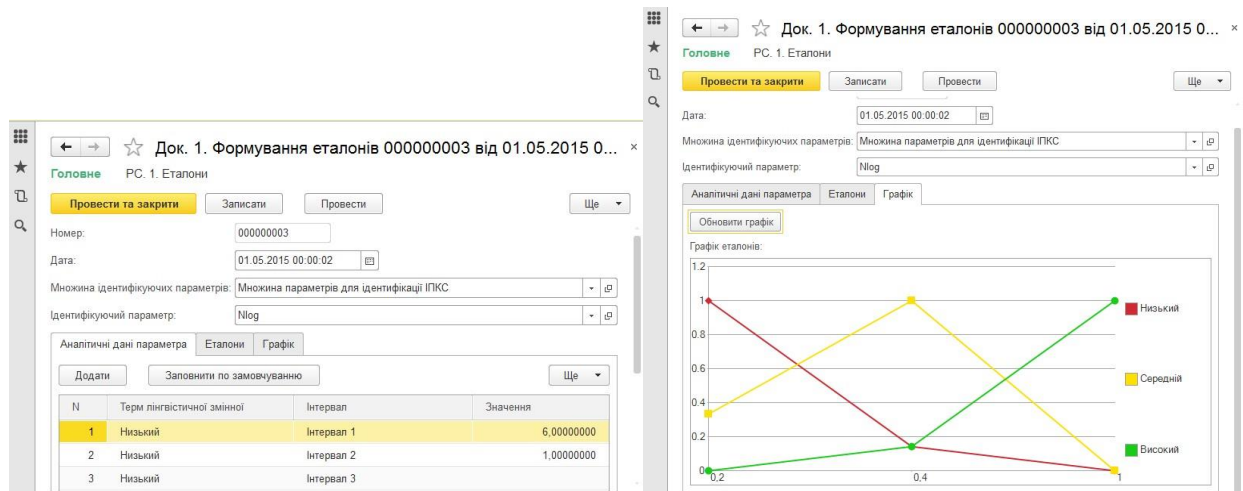 Док. 1. Формування еталонів 000000003 від 01.05.2015 0... ×
Головне РС. 1. Еталони
Провести та закрити Записати Провести Ще
Номер: 000000003
Дата: 01.05.2015 00:00:02
Множина ідентифікуючих параметрів: Множина параметрів для ідентифікації ІПКС
Ідентифікуючий параметр: Nlog
Аналітичні дані параметра Еталони Графік
Додати Заповнити по замовчуванню Ще
N Терм лінгвістичної змінної Інтервал Значення
1 Низький Інтервал 1 6,00000000
2 Низький Інтервал 2 1,00000000
3 Низький Інтервал 3
Док. 1. Формування еталонів 000000003 від 01.05.2015 0... ×
Головне РС. 1. Еталони
Провести та закрити Записати Провести Ще
Дата: 01.05.2015 00:00:02
Множина ідентифікуючих параметрів: Множина параметрів для ідентифікації ІПКС
Ідентифікуючий параметр: Nlog
Аналітичні дані параметра Еталони Графік
Обновити графік
Графік еталонів:
1.2
1
Низький
0.8
0.6
Середній
0.4
0.2
Високий
0
0,2 0,4 1